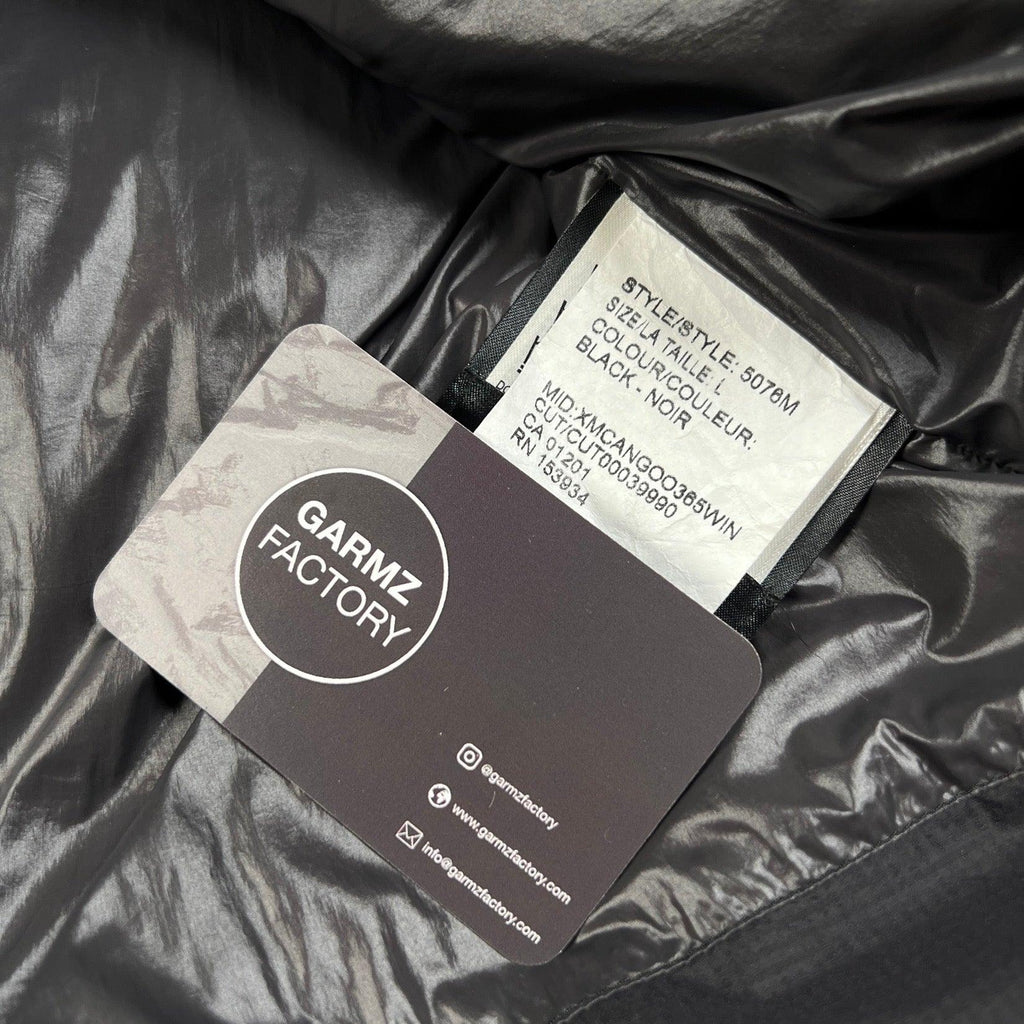 STYLE/STYLE: 5076M
SIZE/LA TAILLE: L
COLOUR/COULEUR:
BLACK - NOIR
MID:XMCANGOO365WIN
CUT/CUT00039990
CA 01201
RN 153934
GARMZ
FACTORY
@garmzfactory
www.garmzfactory.com
info@garmzfactory.com